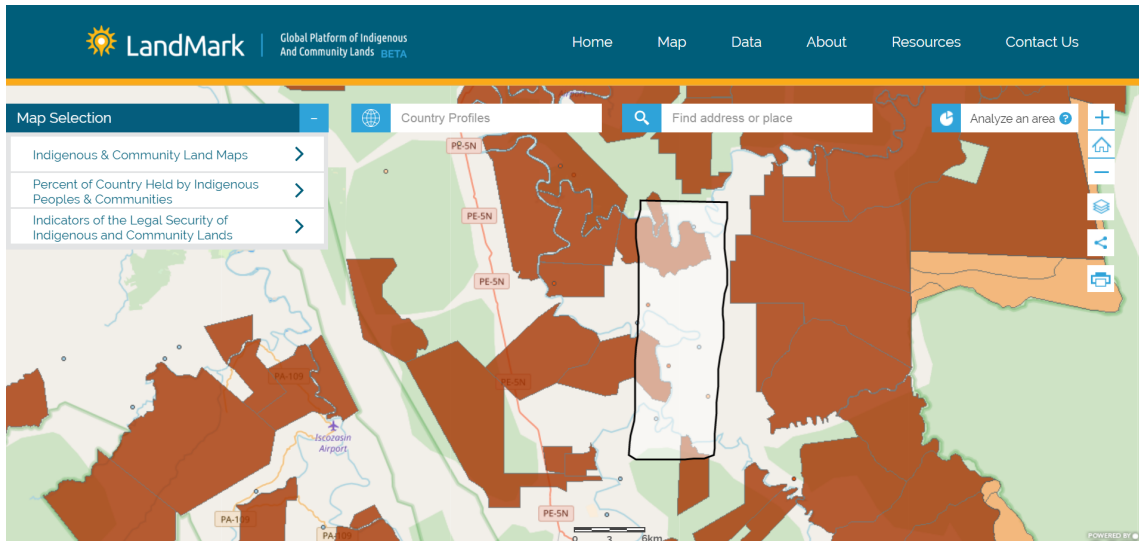 LandMark
Global Platform of Indigenous
And Community Lands BETA
Home Map Data About Resources Contact Us
Map Selection
−
Country Profiles
Find address or place
Analyze an area ?
+
−
Indigenous & Community Land Maps
Percent of Country Held by Indigenous
Peoples & Communities
Indicators of the Legal Security of
Indigenous and Community Lands
PE-5N
PE-5N
PE-5N
PE-5N
PA-109
Iscozasin
Airport
PA-109
PE-5N
PA-109
0 3 6km
POWERED BY